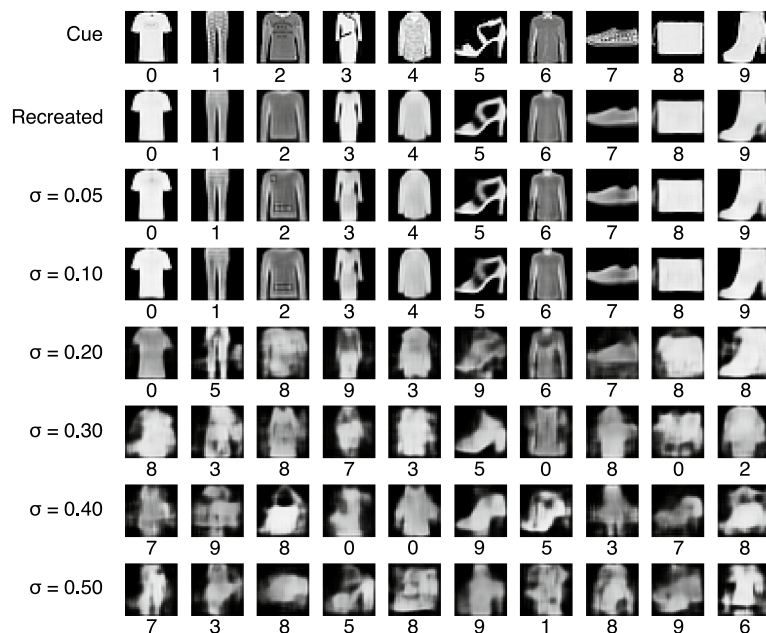 Cue
0 1 2 3 4 5 6 7 8 9
Recreated
0 1 2 3 4 5 6 7 8 9
σ = 0.05
0 1 2 3 4 5 6 7 8 9
σ = 0.10
0 1 2 3 4 5 6 7 8 9
σ = 0.20
0 5 8 9 3 9 6 7 8 8
σ = 0.30
8 3 8 7 3 5 0 8 0 2
σ = 0.40
7 9 8 0 0 9 5 3 7 8
σ = 0.50
7 3 8 5 8 9 1 8 9 6